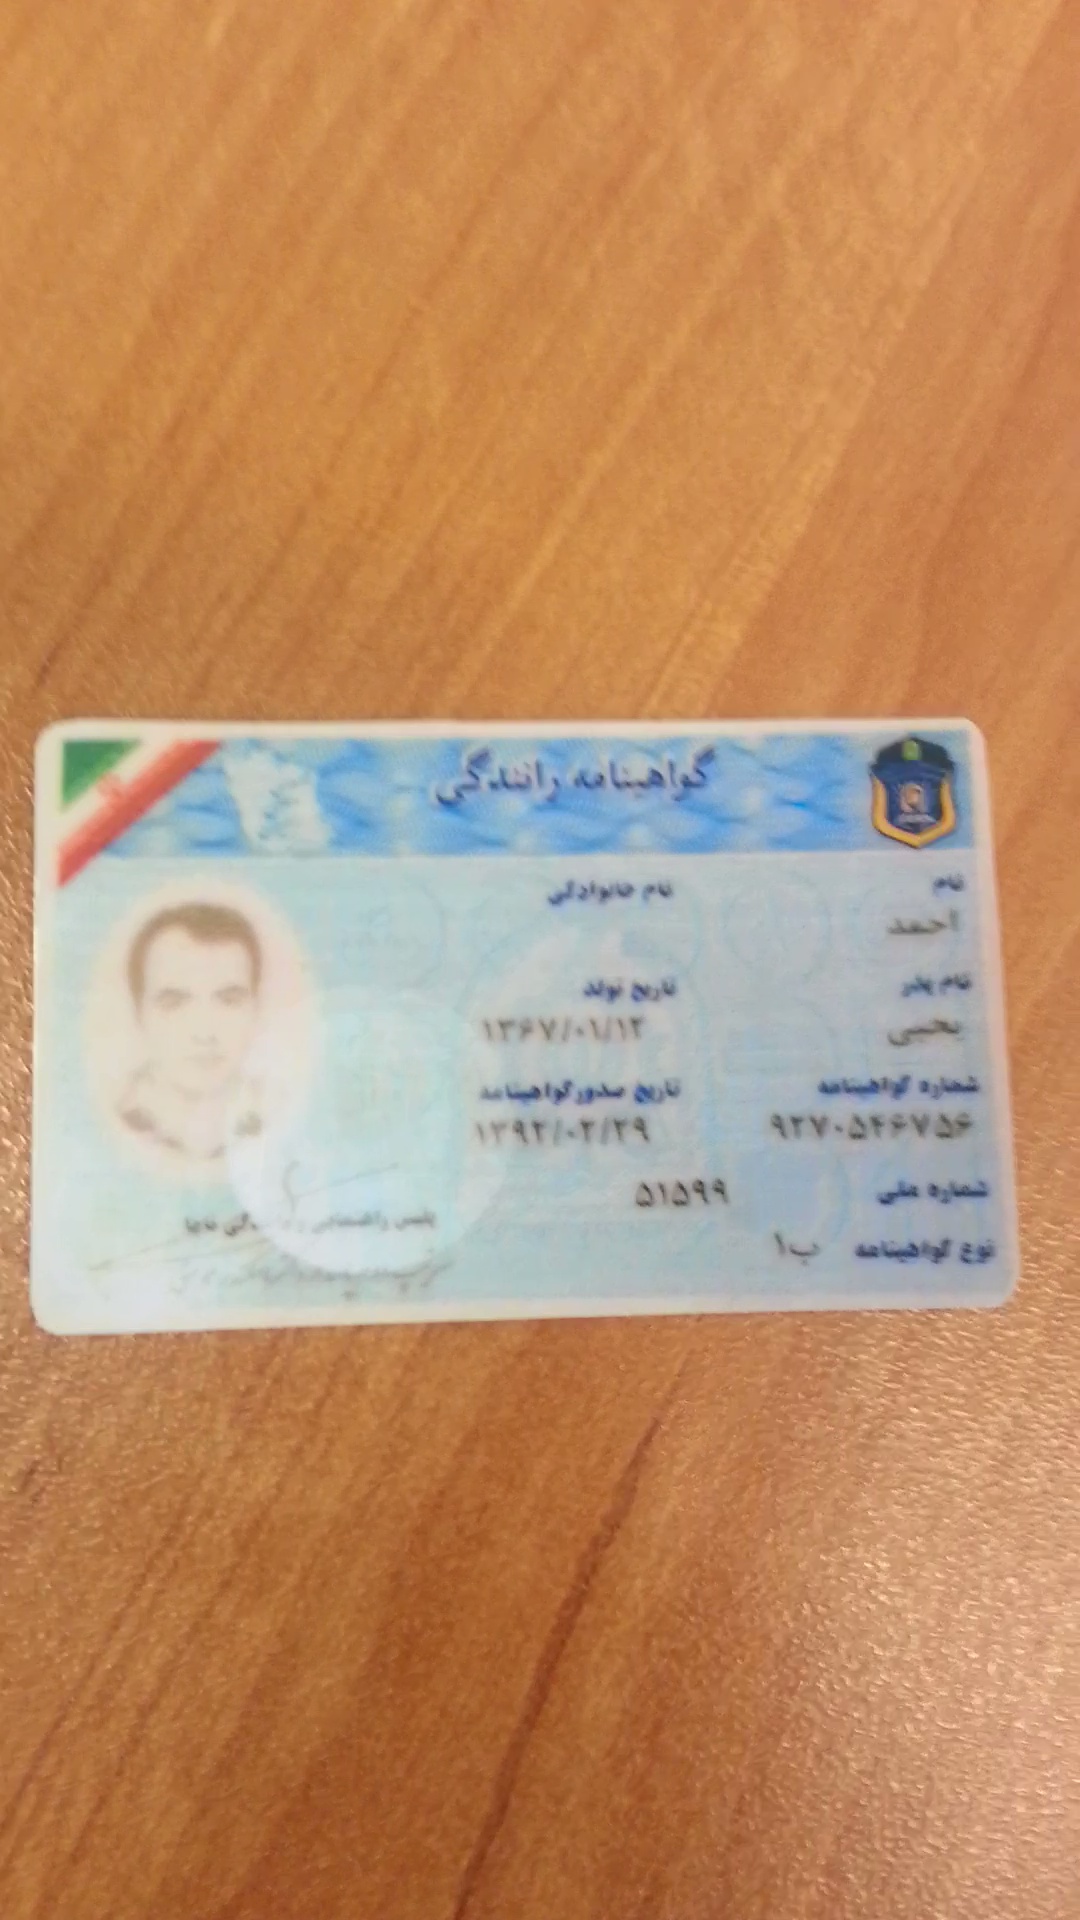 گواهینامه رانندگی
نام
احمد
نام خانوادگی
نام پدر
یحیی
تاریخ تولد
۱۳۶۷/۰۱/۱۲
شماره گواهینامه
۹۲۷۰۵۴۶۷۵۶
تاریخ صدور گواهینامه
۱۳۹۲/۰۲/۲۹
شماره ملی
۵۱۵۹۹
نوع گواهینامه
ب۱
پلیس راهنمایی و رانندگی ناجا